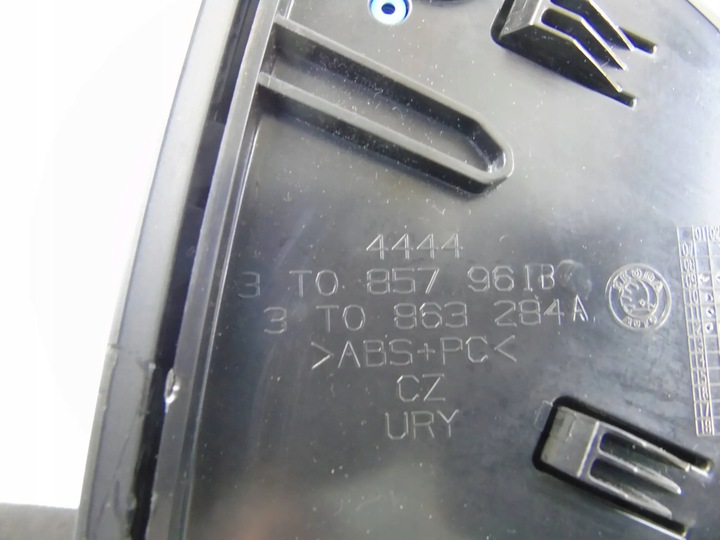 4444
3 T0 857 961B
3 T0 863 284A
>ABS+PC<
CZ
URY